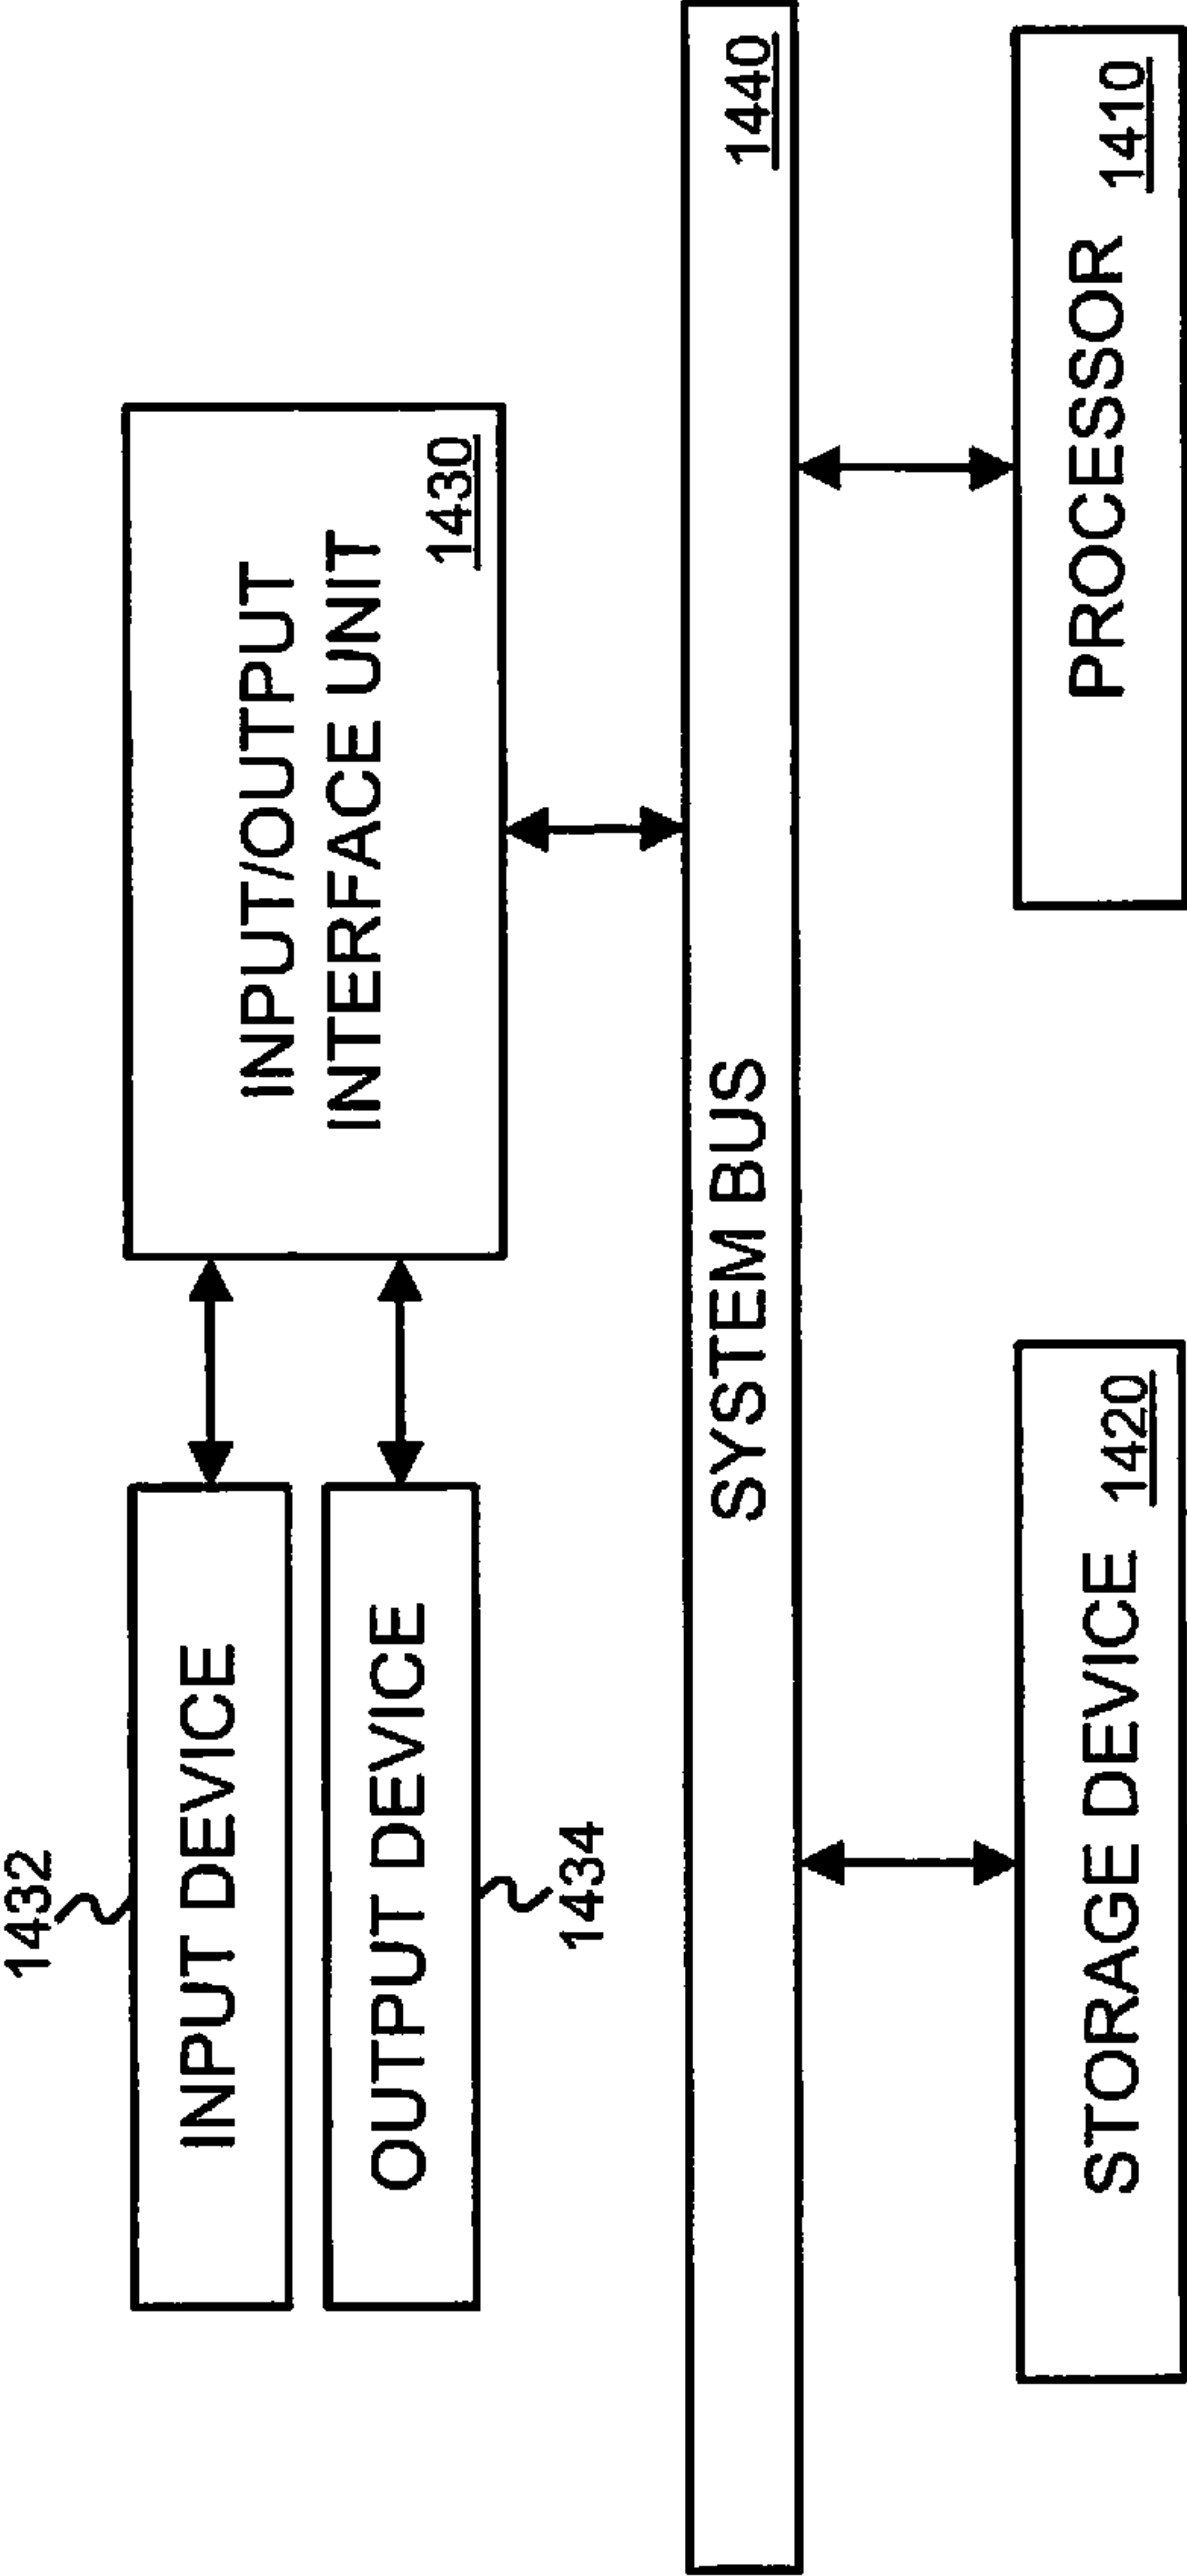 1432
INPUT DEVICE
OUTPUT DEVICE
1434
INPUT/OUTPUT
INTERFACE UNIT
1430
SYSTEM BUS
1440
STORAGE DEVICE
1420
PROCESSOR
1410